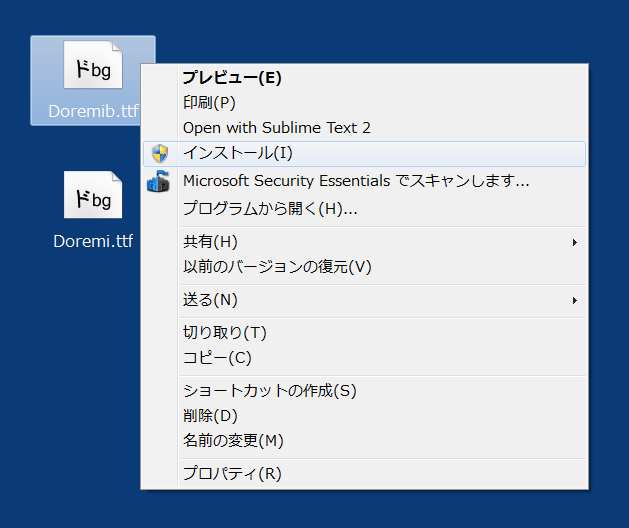 ドbg
Doremib.ttf
ドbg
Doremi.ttf
プレビュー(E)
印刷(P)
Open with Sublime Text 2
インストール(I)
Microsoft Security Essentials でスキャンします...
プログラムから開く(H)...
共有(H)
以前のバージョンの復元(V)
送る(N)
切り取り(T)
コピー(C)
ショートカットの作成(S)
削除(D)
名前の変更(M)
プロパティ(R)